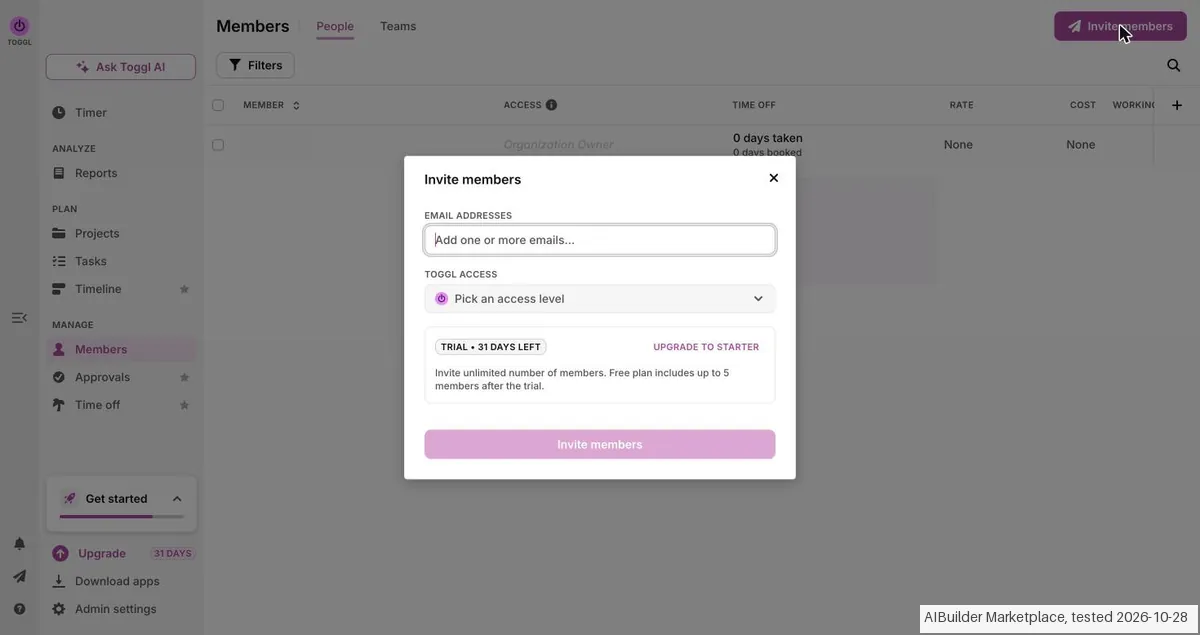 TOGGL
Ask Toggl AI
Timer
ANALYZE
Reports
PLAN
Projects
Tasks
Timeline
MANAGE
Members
Approvals
Time off
Get started
Upgrade 31 DAYS
Download apps
Admin settings
Members People Teams
Invite members
Filters
MEMBER ACCESS TIME OFF RATE COST WORKING
Organization Owner 0 days taken None None
0 days booked
Invite members
EMAIL ADDRESSES
Add one or more emails...
TOGGL ACCESS
Pick an access level
TRIAL • 31 DAYS LEFT UPGRADE TO STARTER
Invite unlimited number of members. Free plan includes up to 5
members after the trial.
Invite members
AIBuilder Marketplace, tested 2026-10-28